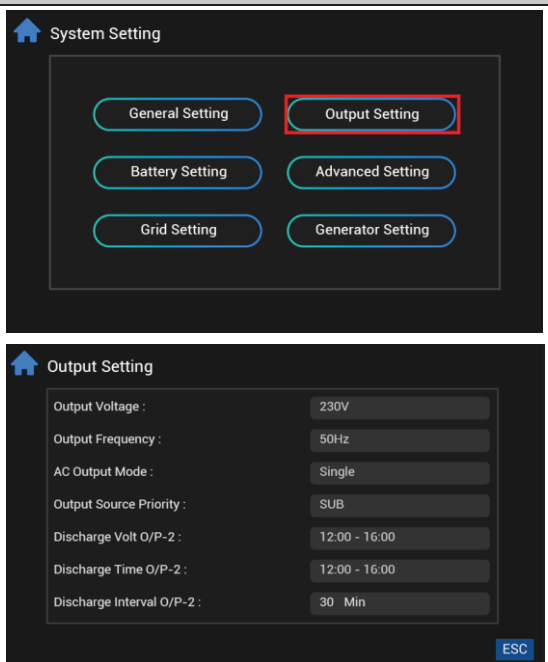 System Setting
General Setting Output Setting
Battery Setting Advanced Setting
Grid Setting Generator Setting
Output Setting
Output Voltage : 230V
Output Frequency : 50Hz
AC Output Mode : Single
Output Source Priority : SUB
Discharge Volt O/P-2 : 12:00 - 16:00
Discharge Time O/P-2 : 12:00 - 16:00
Discharge Interval O/P-2 : 30 Min
ESC